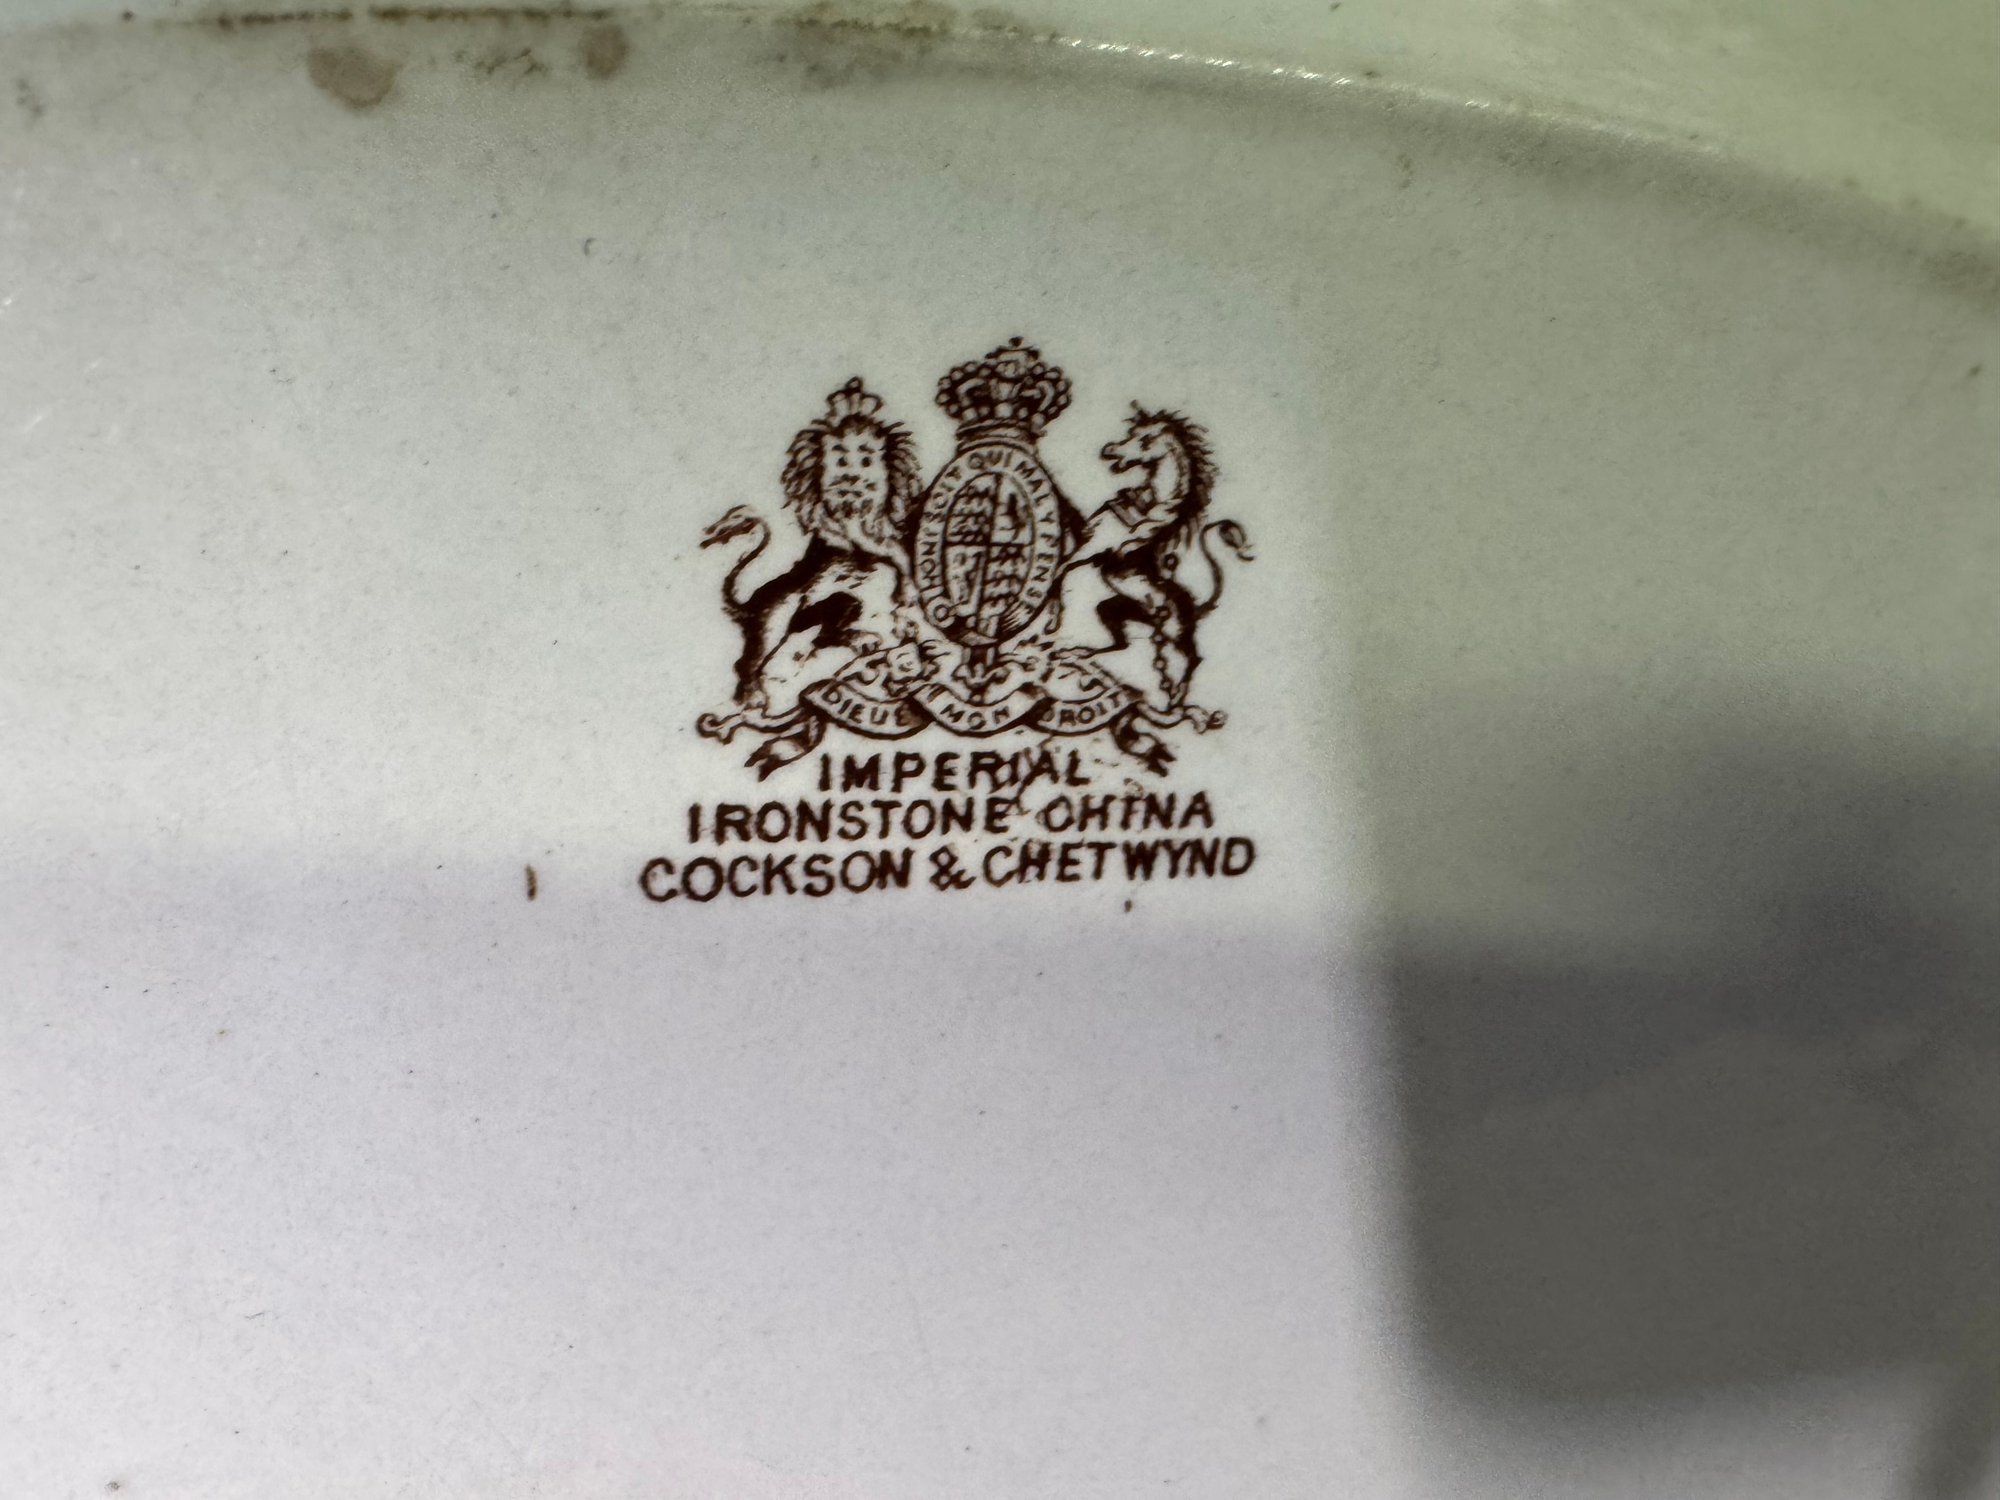 HONI SOIT QUI MAL Y PENSE
DIEU ET MON DROIT
IMPERIAL
IRONSTONE CHINA
COCKSON & CHETWYND